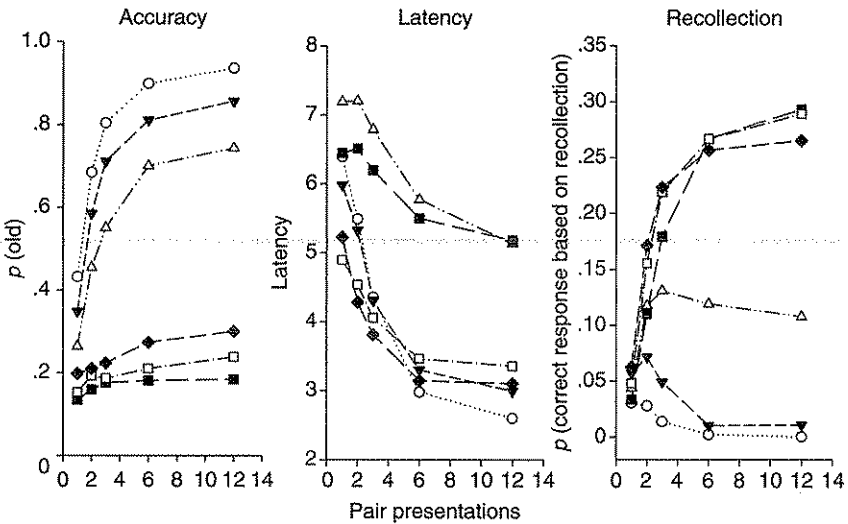 Accuracy
Latency
Recollection
p (old)
1.0
.8
.6
.4
.2
0
0 2 4 6 8 10 12 14
Latency
8
7
6
5
4
3
2
0 2 4 6 8 10 12 14
Pair presentations
p (correct response based on recollection)
.35
.30
.25
.20
.15
.10
.05
0
0 2 4 6 8 10 12 14